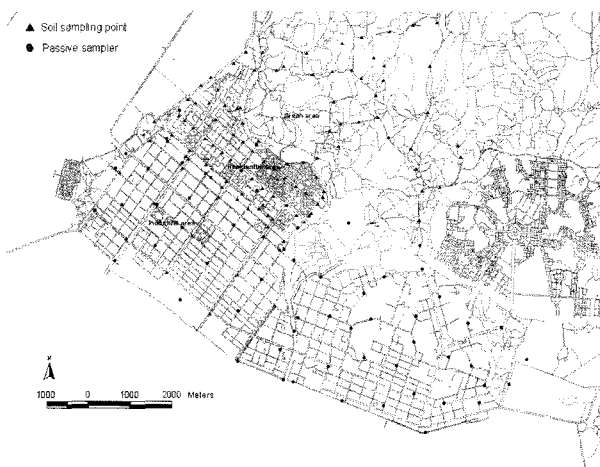 Soil sampling point
Passive sampler
Green area
Residential area
Industrial area
N
1000 0 1000 2000 Meters